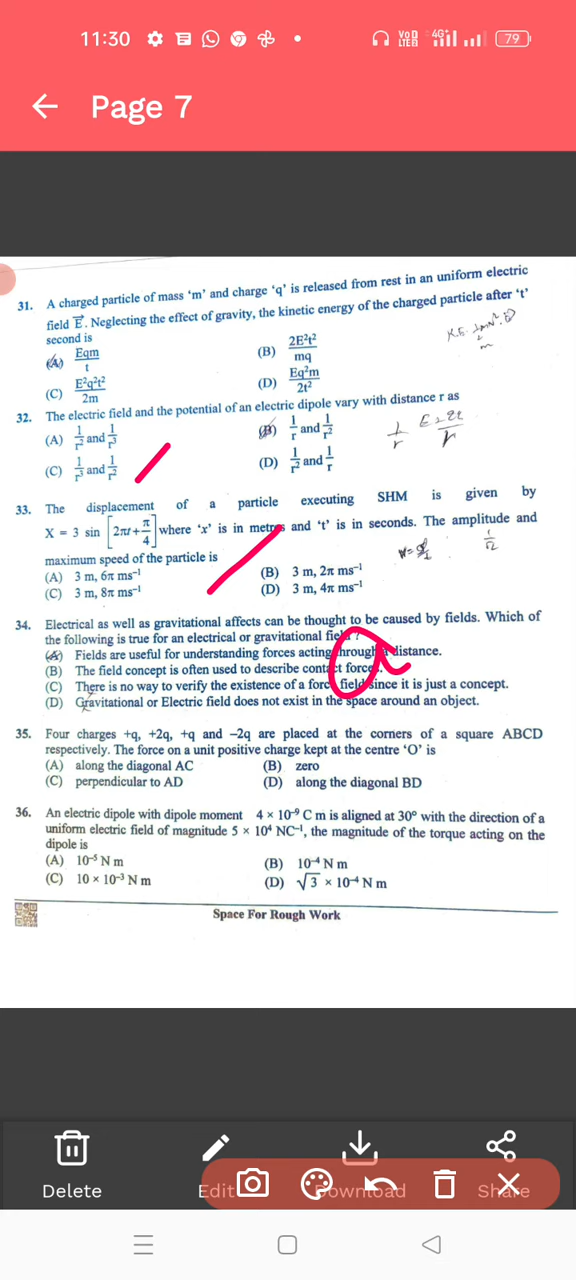 11:30 79
Page 7
31. A charged particle of mass ‘m’ and charge ‘q’ is released from rest in an uniform electric
field E⃗. Neglecting the effect of gravity, the kinetic energy of the charged particle after ‘t’
second is
(A) Eqm/t (B) 2E²t²/mq
(C) E²q²t²/2m (D) Eq²m/2t²
32. The electric field and the potential of an electric dipole vary with distance r as
(A) 1/r² and 1/r³ (B) 1/r and 1/r²
(C) 1/r³ and 1/r² (D) 1/r² and 1/r
33. The displacement of a particle executing SHM is given by
X = 3 sin [2πt + π/4] where ‘x’ is in metres and ‘t’ is in seconds. The amplitude and
maximum speed of the particle is
(A) 3 m, 6π ms⁻¹ (B) 3 m, 2π ms⁻¹
(C) 3 m, 8π ms⁻¹ (D) 3 m, 4π ms⁻¹
34. Electrical as well as gravitational affects can be thought to be caused by fields. Which of
the following is true for an electrical or gravitational field ?
(A) Fields are useful for understanding forces acting through a distance.
(B) The field concept is often used to describe contact forces.
(C) There is no way to verify the existence of a force field since it is just a concept.
(D) Gravitational or Electric field does not exist in the space around an object.
35. Four charges +q, +2q, +q and –2q are placed at the corners of a square ABCD
respectively. The force on a unit positive charge kept at the centre ‘O’ is
(A) along the diagonal AC (B) zero
(C) perpendicular to AD (D) along the diagonal BD
36. An electric dipole with dipole moment 4 × 10⁻⁹ C m is aligned at 30° with the direction of a
uniform electric field of magnitude 5 × 10⁴ NC⁻¹, the magnitude of the torque acting on the
dipole is
(A) 10⁻⁵ N m (B) 10⁻⁴ N m
(C) 10 × 10⁻³ N m (D) √3 × 10⁻⁴ N m
Space For Rough Work
Delete Edit Download Share